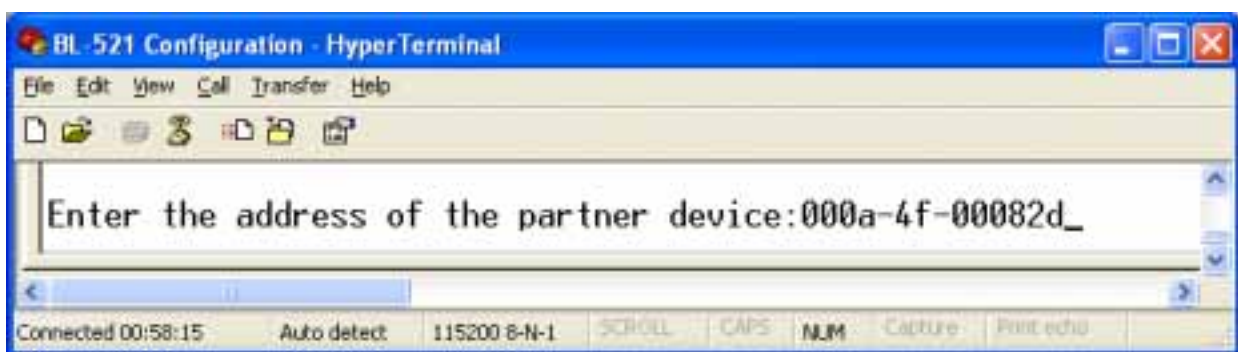 BL-521 Configuration - HyperTerminal
File Edit View Call Transfer Help
Enter the address of the partner device:000a-4f-00082d_
Connected 00:58:15 Auto detect 115200 8-N-1 SCROLL CAPS NUM Capture Print echo